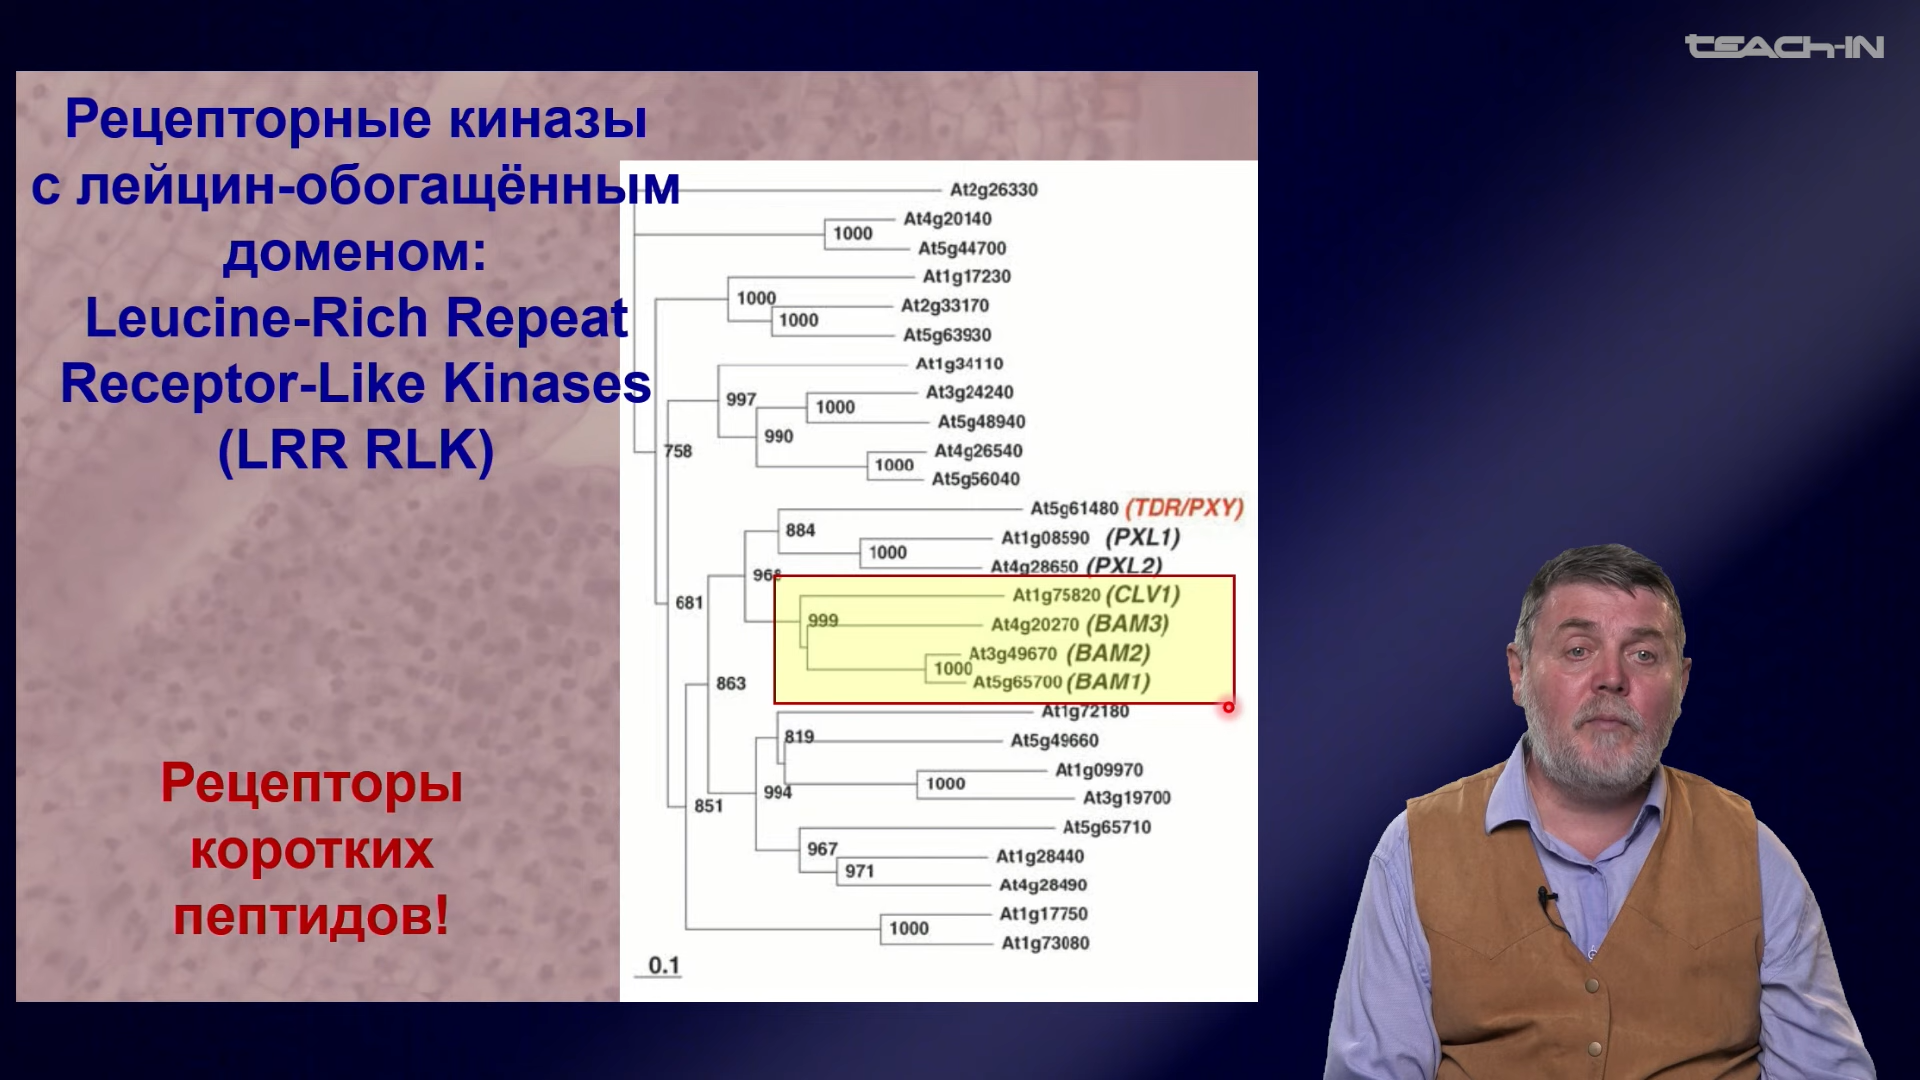 TEACH-IN
Рецепторные киназы
с лейцин-обогащённым
доменом:
Leucine-Rich Repeat
Receptor-Like Kinases
(LRR RLK)
Рецепторы
коротких
пептидов!
At2g26330
At4g20140
1000
At5g44700
At1g17230
1000
At2g33170
1000
At5g63930
At1g34110
997
At3g24240
1000
At5g48940
990
At4g26540
758
1000
At5g56040
At5g61480 (TDR/PXY)
884
At1g08590 (PXL1)
1000
At4g28650 (PXL2)
968
At1g75820 (CLV1)
681
999
At4g20270 (BAM3)
At3g49670 (BAM2)
1000
At5g65700 (BAM1)
863
At1g72180
819
At5g49660
At1g09970
1000
994
At3g19700
851
At5g65710
967
At1g28440
971
At4g28490
At1g17750
1000
At1g73080
0.1